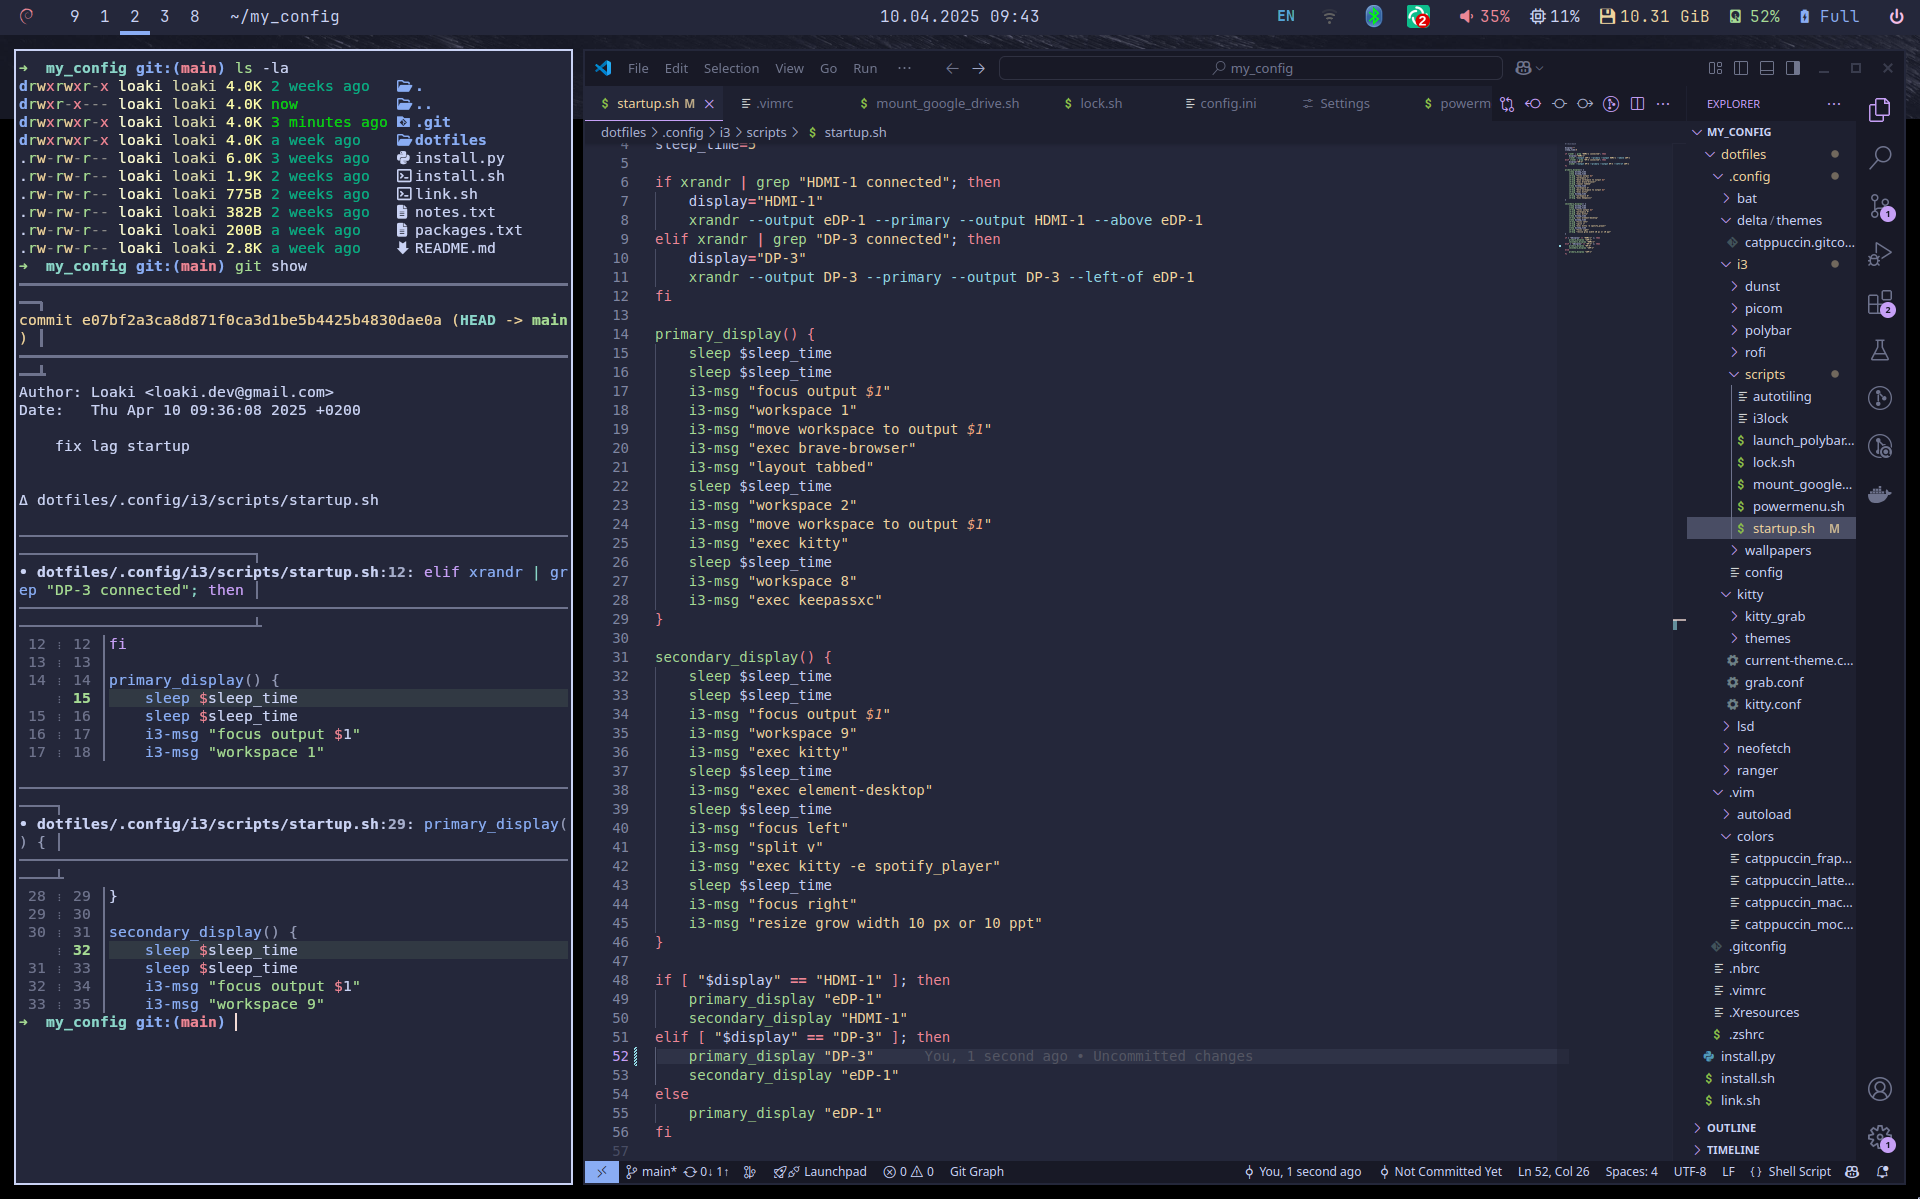 9 1 2 3 8 ~/my_config
10.04.2025 09:43
EN 2 35% 11% 10.31 GiB 52% Full
➜ my_config git:(main) ls -la
drwxrwxr-x loaki loaki 4.0K 2 weeks ago .
drwxr-x--- loaki loaki 4.0K now ..
drwxrwxr-x loaki loaki 4.0K 3 minutes ago .git
drwxrwxr-x loaki loaki 4.0K a week ago dotfiles
.rw-rw-r-- loaki loaki 6.0K 3 weeks ago install.py
.rwxrwxr-x loaki loaki 1.9K 2 weeks ago install.sh
.rw-rw-r-- loaki loaki 775B 2 weeks ago link.sh
.rw-rw-r-- loaki loaki 382B 2 weeks ago notes.txt
.rw-rw-r-- loaki loaki 200B a week ago packages.txt
.rw-rw-r-- loaki loaki 2.8K a week ago README.md
➜ my_config git:(main) git show
commit e07bf2a3ca8d871f0ca3d1be5b4425b4830dae0a (HEAD -> main
)
Author: Loaki <loaki.dev@gmail.com>
Date: Thu Apr 10 09:36:08 2025 +0200
fix lag startup
Δ dotfiles/.config/i3/scripts/startup.sh
• dotfiles/.config/i3/scripts/startup.sh:12: elif xrandr | gr
ep "DP-3 connected"; then
12 ⋮ 12 │fi
13 ⋮ 13 │
14 ⋮ 14 │primary_display() {
⋮ 15 │ sleep $sleep_time
15 ⋮ 16 │ sleep $sleep_time
16 ⋮ 17 │ i3-msg "focus output $1"
17 ⋮ 18 │ i3-msg "workspace 1"
• dotfiles/.config/i3/scripts/startup.sh:29: primary_display(
) {
28 ⋮ 29 │}
29 ⋮ 30 │
30 ⋮ 31 │secondary_display() {
⋮ 32 │ sleep $sleep_time
31 ⋮ 33 │ sleep $sleep_time
32 ⋮ 34 │ i3-msg "focus output $1"
33 ⋮ 35 │ i3-msg "workspace 9"
➜ my_config git:(main)
File Edit Selection View Go Run ··· my_config
startup.sh M .vimrc mount_google_drive.sh lock.sh config.ini Settings powerm
dotfiles > .config > i3 > scripts > $ startup.sh
4 sleep_time=5
5
6 if xrandr | grep "HDMI-1 connected"; then
7 display="HDMI-1"
8 xrandr --output eDP-1 --primary --output HDMI-1 --above eDP-1
9 elif xrandr | grep "DP-3 connected"; then
10 display="DP-3"
11 xrandr --output DP-3 --primary --output DP-3 --left-of eDP-1
12 fi
13
14 primary_display() {
15 sleep $sleep_time
16 sleep $sleep_time
17 i3-msg "focus output $1"
18 i3-msg "workspace 1"
19 i3-msg "move workspace to output $1"
20 i3-msg "exec brave-browser"
21 i3-msg "layout tabbed"
22 sleep $sleep_time
23 i3-msg "workspace 2"
24 i3-msg "move workspace to output $1"
25 i3-msg "exec kitty"
26 sleep $sleep_time
27 i3-msg "workspace 8"
28 i3-msg "exec keepassxc"
29 }
30
31 secondary_display() {
32 sleep $sleep_time
33 sleep $sleep_time
34 i3-msg "focus output $1"
35 i3-msg "workspace 9"
36 i3-msg "exec kitty"
37 sleep $sleep_time
38 i3-msg "exec element-desktop"
39 sleep $sleep_time
40 i3-msg "focus left"
41 i3-msg "split v"
42 i3-msg "exec kitty -e spotify_player"
43 sleep $sleep_time
44 i3-msg "focus right"
45 i3-msg "resize grow width 10 px or 10 ppt"
46 }
47
48 if [ "$display" == "HDMI-1" ]; then
49 primary_display "eDP-1"
50 secondary_display "HDMI-1"
51 elif [ "$display" == "DP-3" ]; then
52 primary_display "DP-3" You, 1 second ago • Uncommitted changes
53 secondary_display "eDP-1"
54 else
55 primary_display "eDP-1"
56 fi
57
EXPLORER ···
MY_CONFIG
dotfiles
.config
bat
delta / themes
catppuccin.gitco...
i3
dunst
picom
polybar
rofi
scripts
autotiling
i3lock
$ launch_polybar...
$ lock.sh
$ mount_google...
$ powermenu.sh
$ startup.sh M
wallpapers
config
kitty
kitty_grab
themes
current-theme.c...
grab.conf
kitty.conf
lsd
neofetch
ranger
.vim
autoload
colors
catppuccin_frap...
catppuccin_latte...
catppuccin_mac...
catppuccin_moc...
.gitconfig
.nbrc
.vimrc
.Xresources
$ .zshrc
install.py
$ install.sh
$ link.sh
OUTLINE
TIMELINE
1
2
1
main* 0↓ 1↑ Launchpad 0 0 Git Graph You, 1 second ago Not Committed Yet Ln 52, Col 26 Spaces: 4 UTF-8 LF {} Shell Script